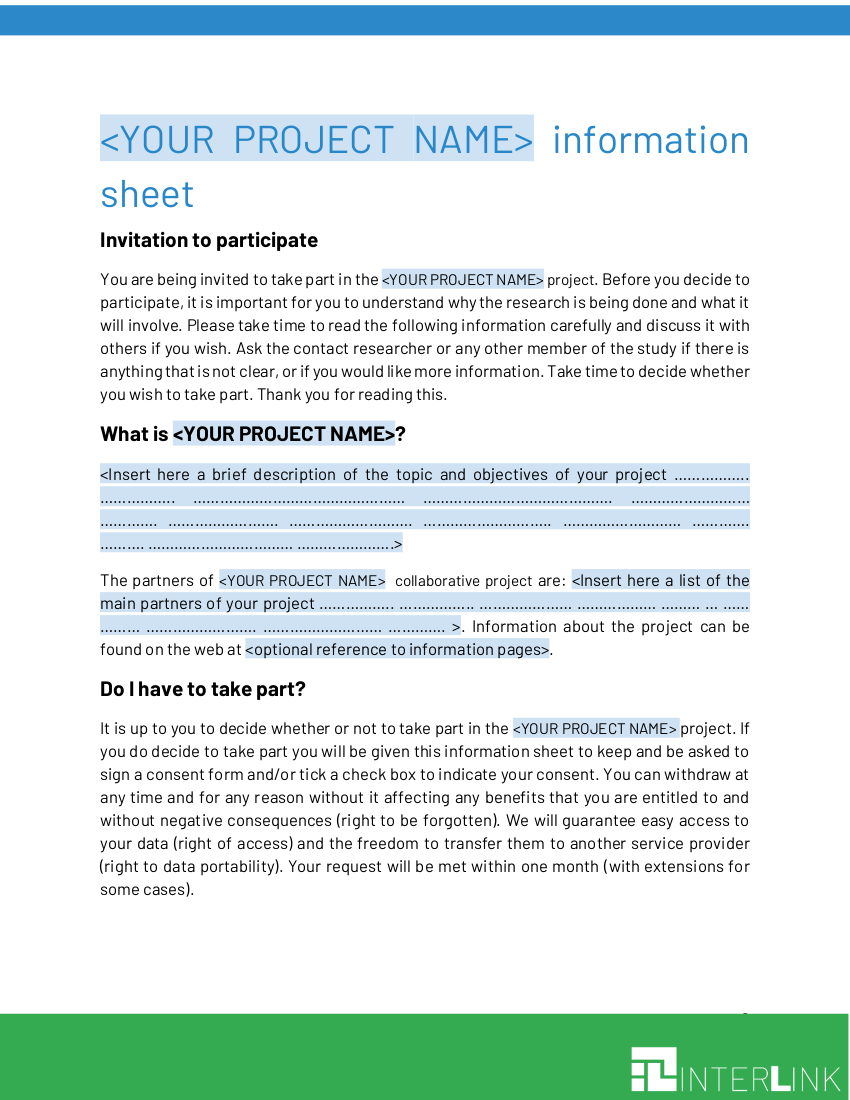 <YOUR PROJECT NAME> information
sheet
Invitation to participate
You are being invited to take part in the <YOUR PROJECT NAME> project. Before you decide to
participate, it is important for you to understand why the research is being done and what it
will involve. Please take time to read the following information carefully and discuss it with
others if you wish. Ask the contact researcher or any other member of the study if there is
anything that is not clear, or if you would like more information. Take time to decide whether
you wish to take part. Thank you for reading this.
What is <YOUR PROJECT NAME>?
<Insert here a brief description of the topic and objectives of your project .................
................. ................................................ ........................................... ...........................
............. ......................... ............................ ............................. ........................... .............
.......... ................................. ......................>
The partners of <YOUR PROJECT NAME> collaborative project are: <Insert here a list of the
main partners of your project ................. ................. ..................... .................. ......... ... ......
......... ......................... ........................... ............. >. Information about the project can be
found on the web at <optional reference to information pages>.
Do I have to take part?
It is up to you to decide whether or not to take part in the <YOUR PROJECT NAME> project. If
you do decide to take part you will be given this information sheet to keep and be asked to
sign a consent form and/or tick a check box to indicate your consent. You can withdraw at
any time and for any reason without it affecting any benefits that you are entitled to and
without negative consequences (right to be forgotten). We will guarantee easy access to
your data (right of access) and the freedom to transfer them to another service provider
(right to data portability). Your request will be met within one month (with extensions for
some cases).
INTERLINK